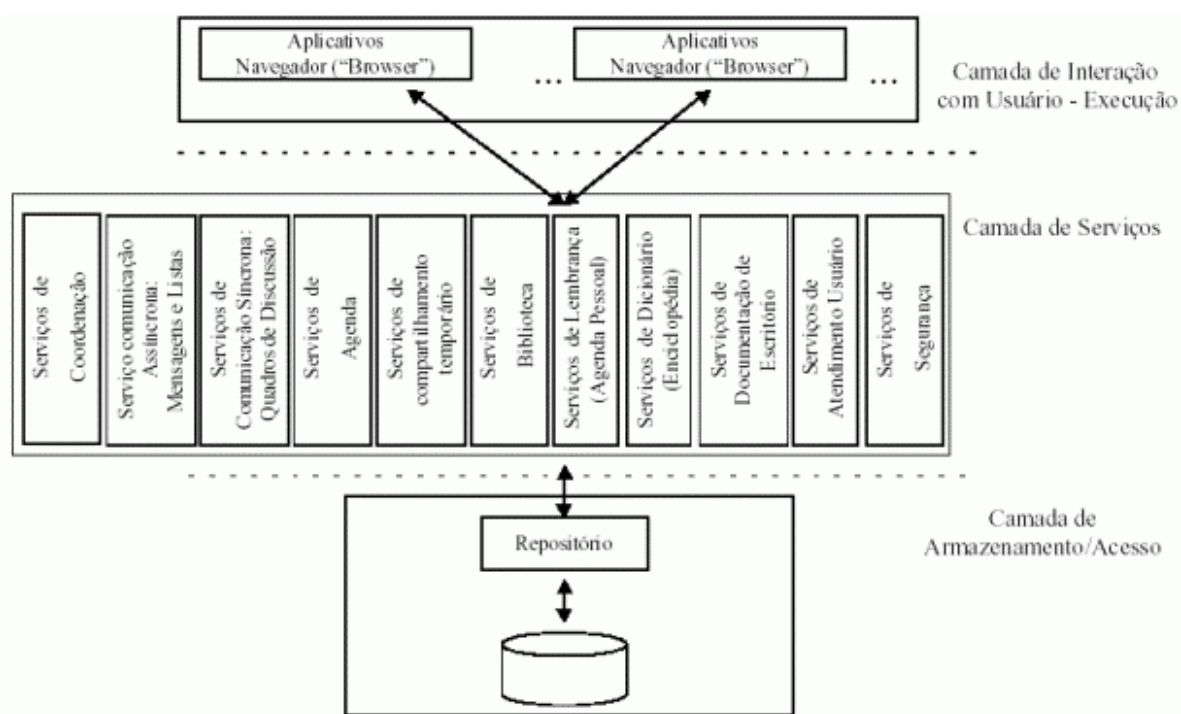 Aplicativos
Navegador (“Browser”)
...
Aplicativos
Navegador (“Browser”)
...
Camada de Interação
com Usuário - Execução
Camada de Serviços
Serviços de
Coordenação
Serviço comunicação
Assíncrona:
Mensagens e Listas
Serviços de
Comunicação Síncrona:
Quadros de Discussão
Serviços de
Agenda
Serviços de
compartilhamento
temporário
Serviços de
Biblioteca
Serviços de Lembrança
(Agenda Pessoal)
Serviços de Dicionário
(Enciclopédia)
Serviços de
Documentação de
Escritório
Serviços de
Atendimento Usuário
Serviços de
Segurança
Repositório
Camada de
Armazenamento/Acesso